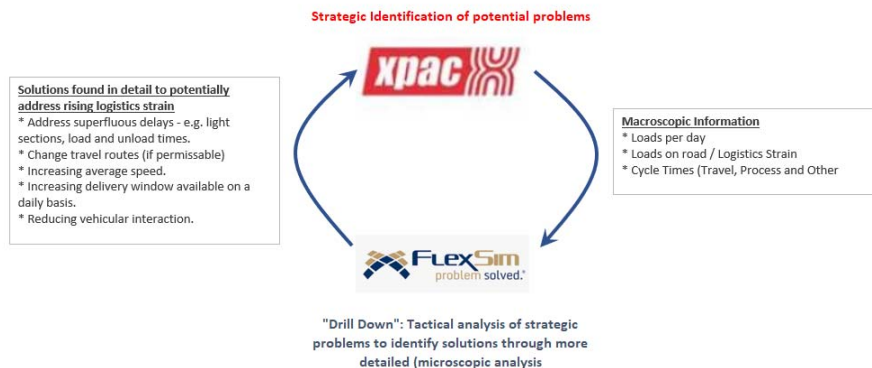 Strategic Identification of potential problems
xpac
Solutions found in detail to potentially
address rising logistics strain
* Address superfluous delays - e.g. light
sections, load and unload times.
* Change travel routes (if permissable)
* Increasing average speed.
* Increasing delivery window available on a
daily basis.
* Reducing vehicular interaction.
Macroscopic Information
* Loads per day
* Loads on road / Logistics Strain
* Cycle Times (Travel, Process and Other
FLEXSIM
problem solved.
"Drill Down": Tactical analysis of strategic
problems to identify solutions through more
detailed (microscopic analysis